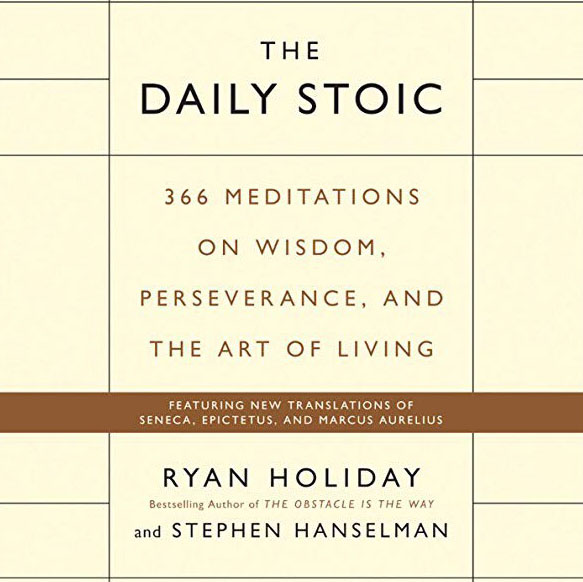 THE
DAILY STOIC
366 MEDITATIONS
ON WISDOM,
PERSEVERANCE, AND
THE ART OF LIVING
FEATURING NEW TRANSLATIONS OF
SENECA, EPICTETUS, AND MARCUS AURELIUS
RYAN HOLIDAY
Bestselling Author of THE OBSTACLE IS THE WAY
and STEPHEN HANSELMAN